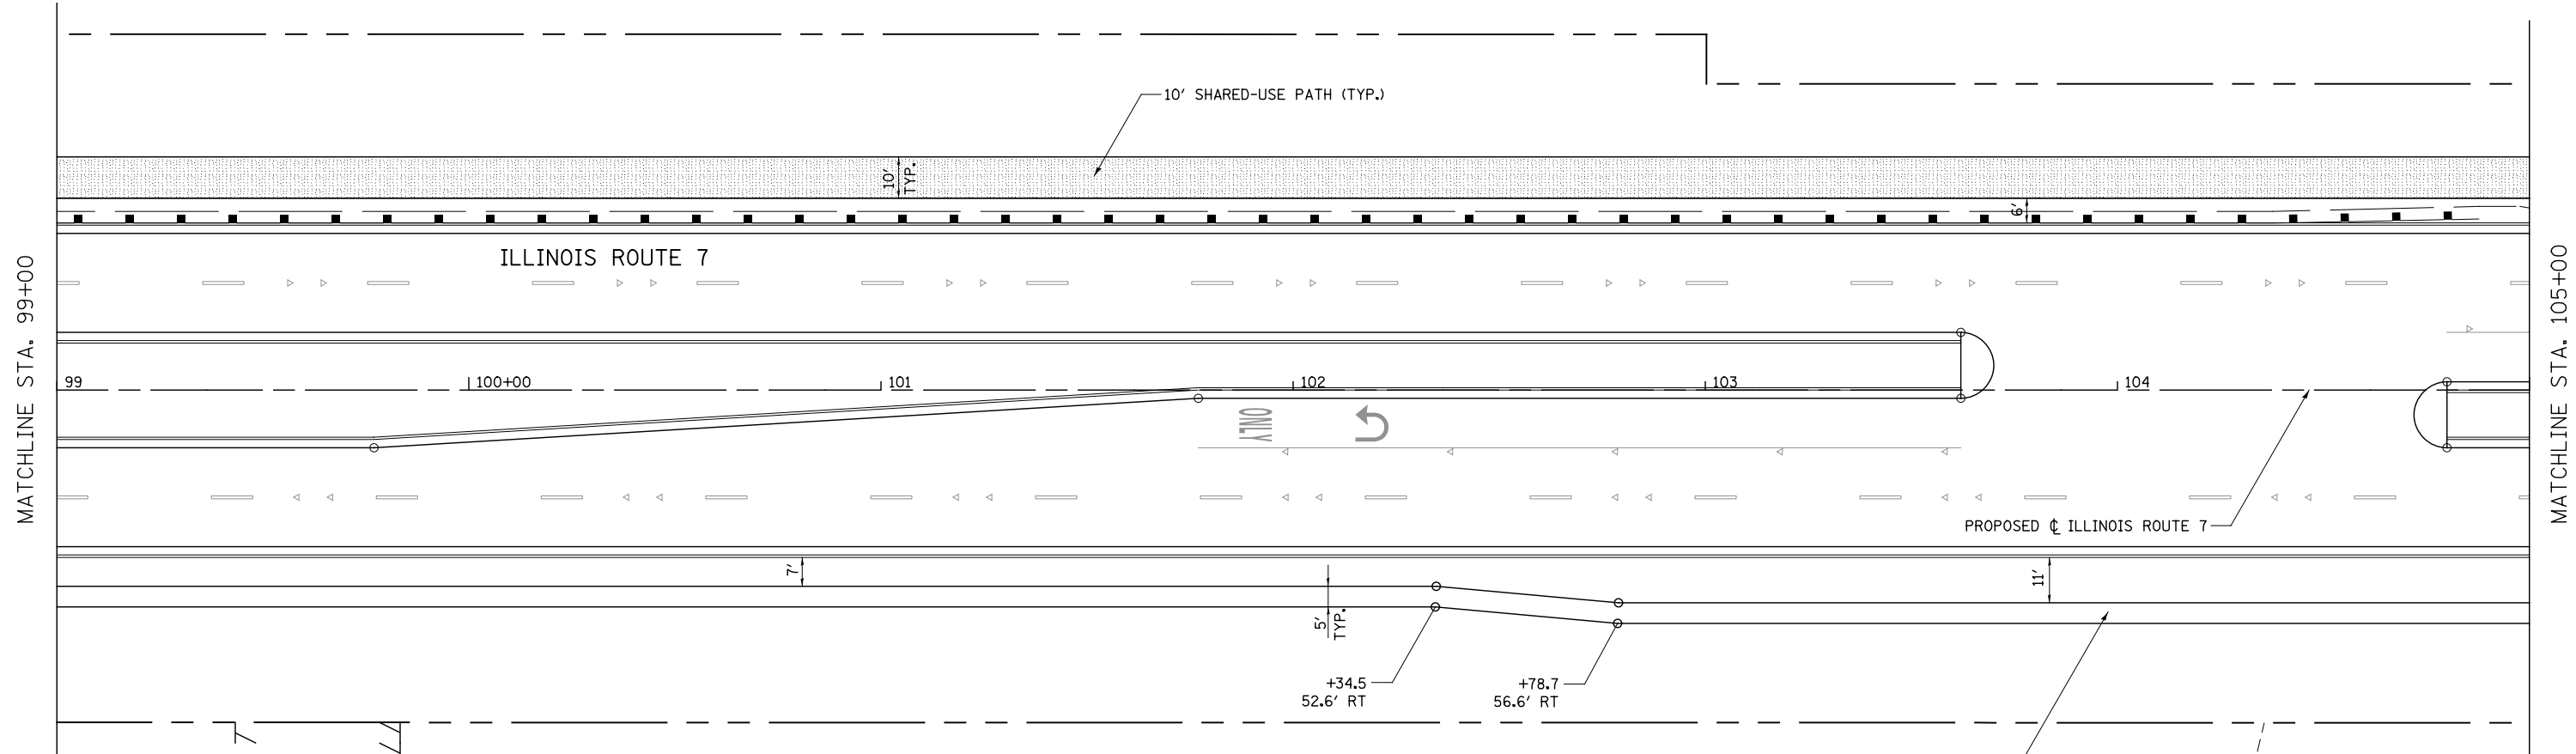 10' SHARED-USE PATH (TYP.)
10'
TYP.
6'
ILLINOIS ROUTE 7
MATCHLINE STA. 99+00
MATCHLINE STA. 105+00
99
100+00
101
102
103
104
ONLY
PROPOSED ℄ ILLINOIS ROUTE 7
7'
11'
5'
TYP.
+34.5
52.6' RT
+78.7
56.6' RT